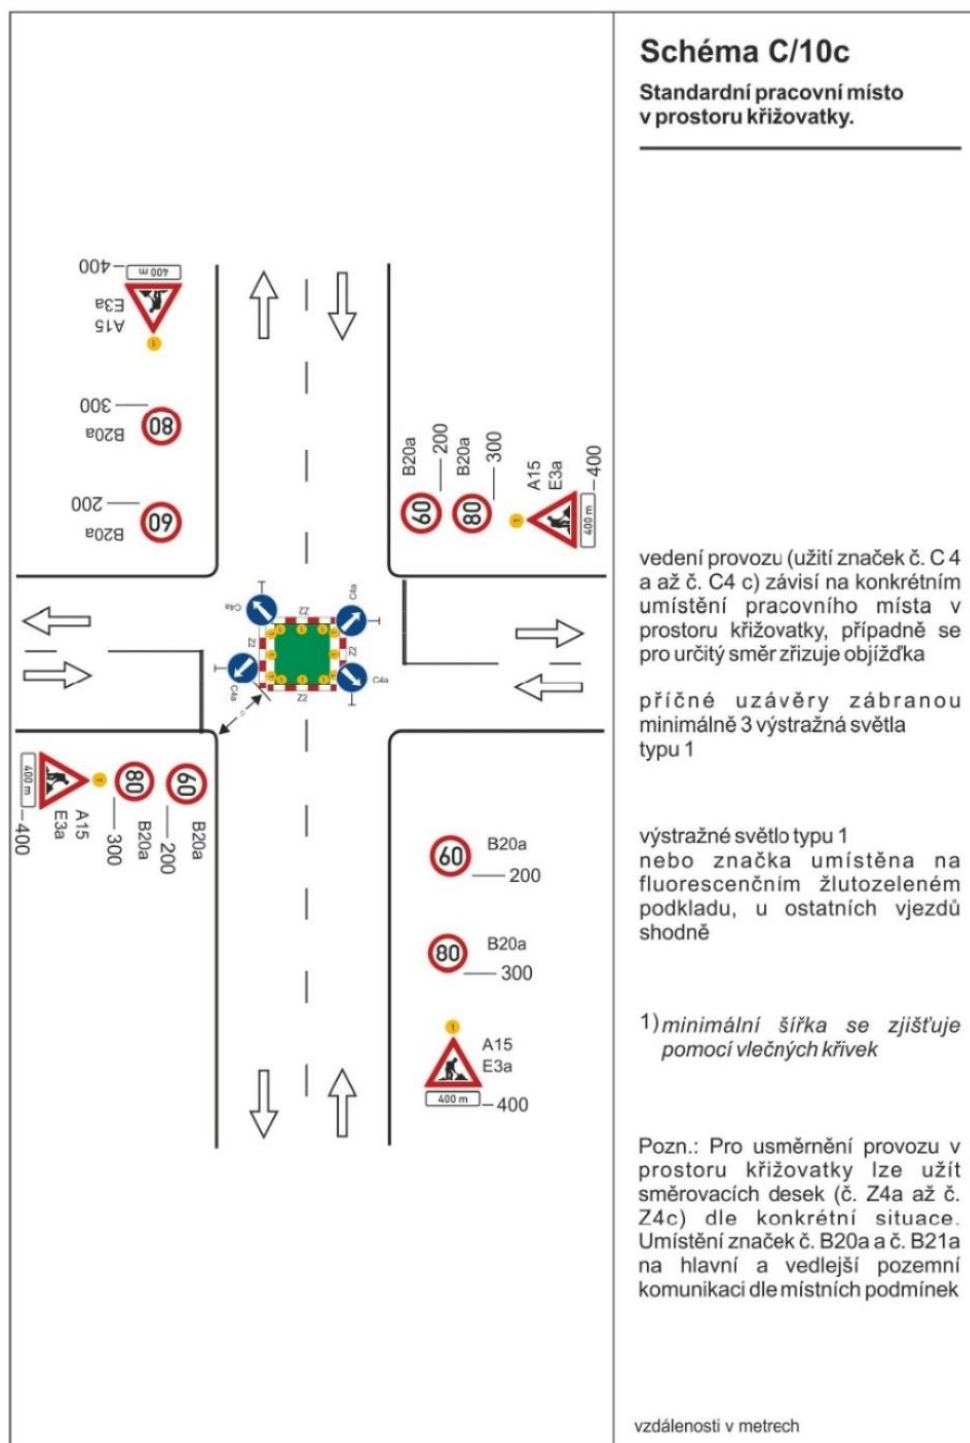 Schéma C/10c
Standardní pracovní místo
v prostoru křižovatky.
400
400 m
E3a
A15
1
300
80
B20a
200
60
B20a
B20a
200
B20a
300
A15
E3a
400
60
80
1
400 m
C4a
Z2
C4a
Z2
Z2
C4a
Z2
C4a
400 m
1
80
60
400
E3a
A15
300
B20a
200
B20a
60
B20a
200
80
B20a
300
1
A15
E3a
400 m
400
vedení provozu (užití značek č. C 4
a až č. C4 c) závisí na konkrétním
umístění pracovního místa v
prostoru křižovatky, případně se
pro určitý směr zřizuje objížďka
příčné uzávěry zábranou
minimálně 3 výstražná světla
typu 1
výstražné světlo typu 1
nebo značka umístěna na
fluorescenčním žlutozeleném
podkladu, u ostatních vjezdů
shodně
1) minimální šířka se zjišťuje
pomocí vlečných křivek
Pozn.: Pro usměrnění provozu v
prostoru křižovatky lze užít
směrovacích desek (č. Z4a až č.
Z4c) dle konkrétní situace.
Umístění značek č. B20a a č. B21a
na hlavní a vedlejší pozemní
komunikaci dle místních podmínek
vzdálenosti v metrech